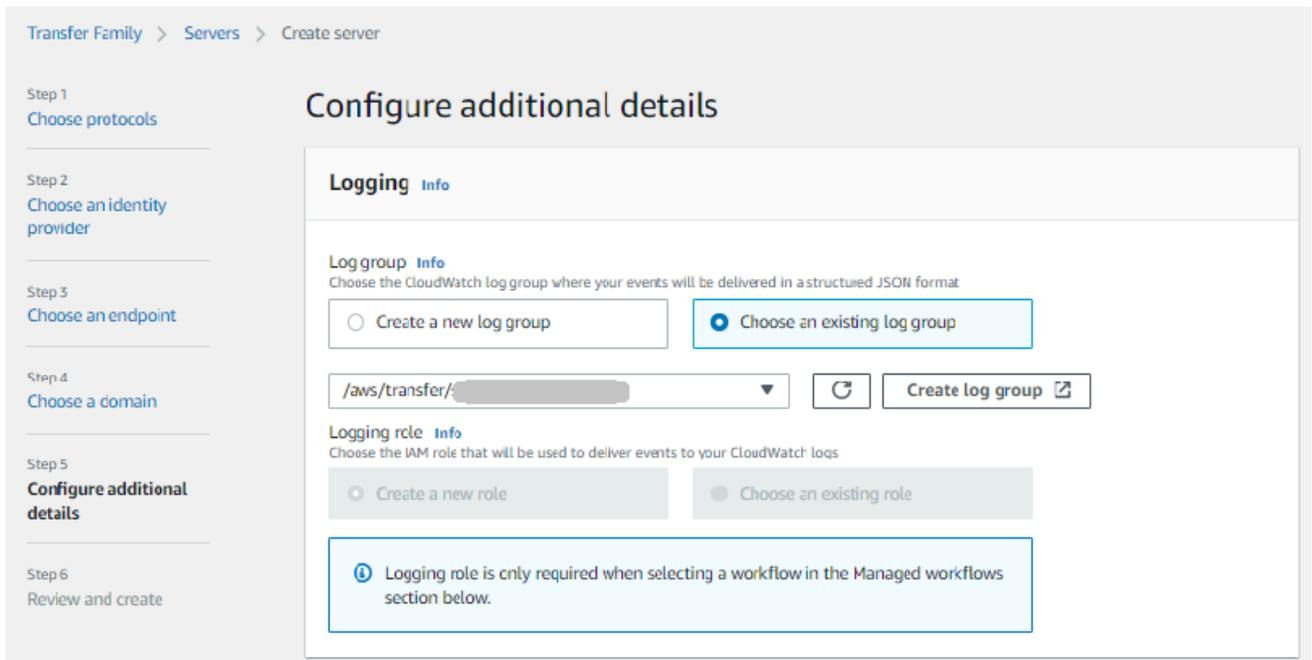 Transfer Family > Servers > Create server
Step 1
Choose protocols
Step 2
Choose an identity
provider
Step 3
Choose an endpoint
Step 4
Choose a domain
Step 5
Configure additional
details
Step 6
Review and create
Configure additional details
Logging Info
Log group Info
Choose the CloudWatch log group where your events will be delivered in a structured JSON format
Create a new log group
Choose an existing log group
/aws/transfer/
Create log group
Logging role Info
Choose the IAM role that will be used to deliver events to your CloudWatch logs
Create a new role
Choose an existing role
Logging role is only required when selecting a workflow in the Managed workflows
section below.